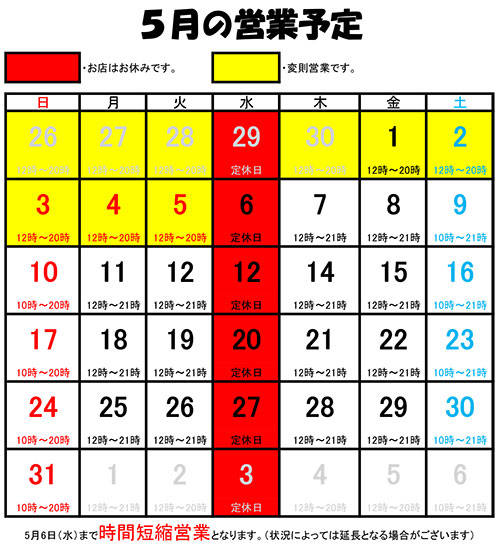 ５月の営業予定
・お店はお休みです。 ・変則営業です。
日 月 火 水 木 金 土
26 27 28 29 30 1 2
12時～20時 12時～20時 12時～20時 定休日 12時～20時 12時～20時 12時～20時
3 4 5 6 7 8 9
12時～20時 12時～20時 12時～20時 定休日 12時～21時 12時～21時 10時～21時
10 11 12 12 14 15 16
10時～20時 12時～21時 12時～21時 定休日 12時～21時 12時～21時 10時～21時
17 18 19 20 21 22 23
10時～20時 12時～21時 12時～21時 定休日 12時～21時 12時～21時 10時～21時
24 25 26 27 28 29 30
10時～20時 12時～21時 12時～21時 定休日 12時～21時 12時～21時 10時～21時
31 1 2 3 4 5 6
10時～20時 12時～21時 12時～21時 定休日 12時～21時 12時～21時 10時～21時
5月6日(水)まで時間短縮営業となります。(状況によっては延長となる場合がございます)